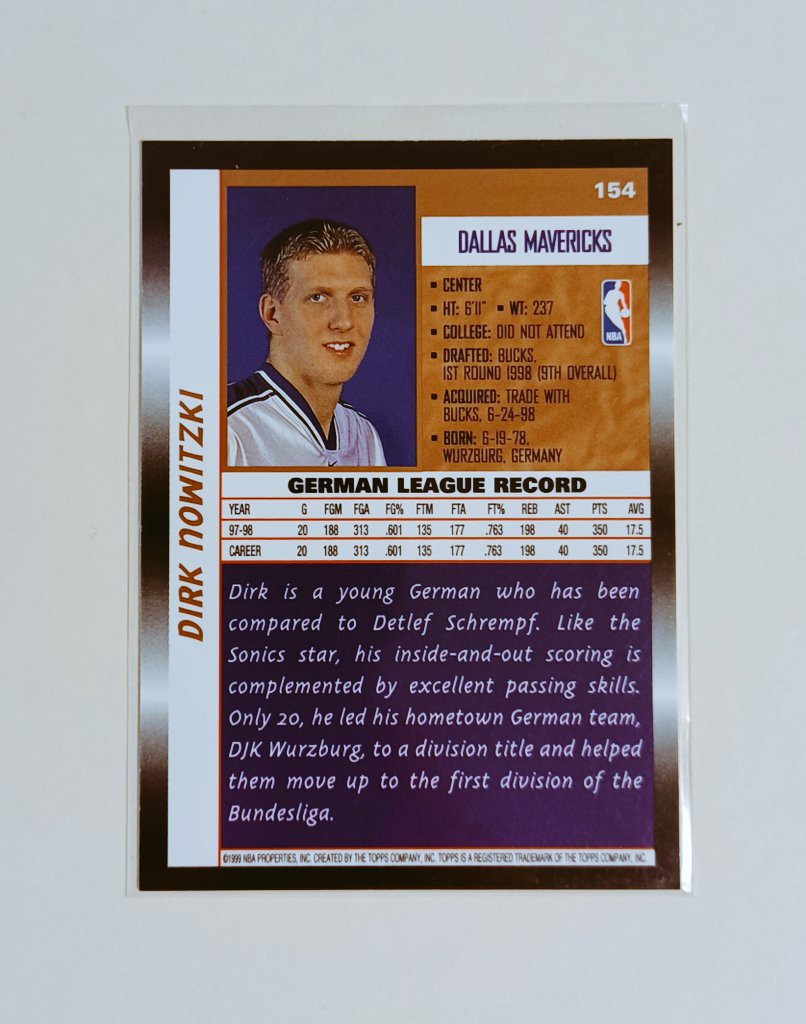 154
DALLAS MAVERICKS
▪ CENTER
▪ HT: 6'11" ▪ WT: 237
▪ COLLEGE: DID NOT ATTEND
▪ DRAFTED: BUCKS,
1ST ROUND 1998 (9TH OVERALL)
▪ ACQUIRED: TRADE WITH
BUCKS, 6-24-98
▪ BORN: 6-19-78,
WURZBURG, GERMANY
NBA
DIRK NOWITZKI
GERMAN LEAGUE RECORD
YEAR G FGM FGA FG% FTM FTA FT% REB AST PTS AVG
97-98 20 188 313 .601 135 177 .763 198 40 350 17.5
CAREER 20 188 313 .601 135 177 .763 198 40 350 17.5
Dirk is a young German who has been
compared to Detlef Schrempf. Like the
Sonics star, his inside-and-out scoring is
complemented by excellent passing skills.
Only 20, he led his hometown German team,
DJK Wurzburg, to a division title and helped
them move up to the first division of the
Bundesliga.
©1999 NBA PROPERTIES, INC. CREATED BY THE TOPPS COMPANY, INC. TOPPS IS A REGISTERED TRADEMARK OF THE TOPPS COMPANY, INC.